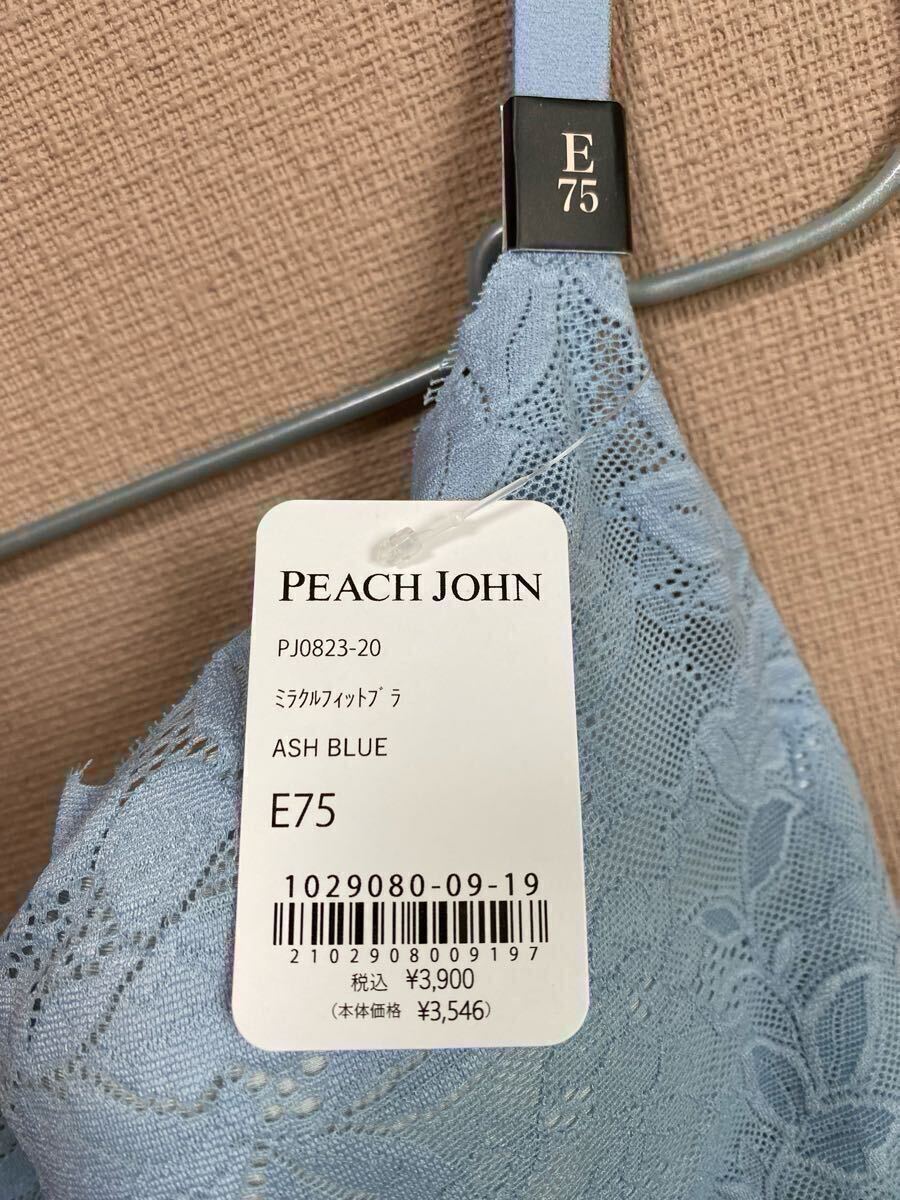 E
75
PEACH JOHN
PJ0823-20
ﾐﾗｸﾙﾌｨｯﾄﾌﾞﾗ
ASH BLUE
E75
1029080-09-19
2102908009197
税込 ¥3,900
(本体価格 ¥3,546)